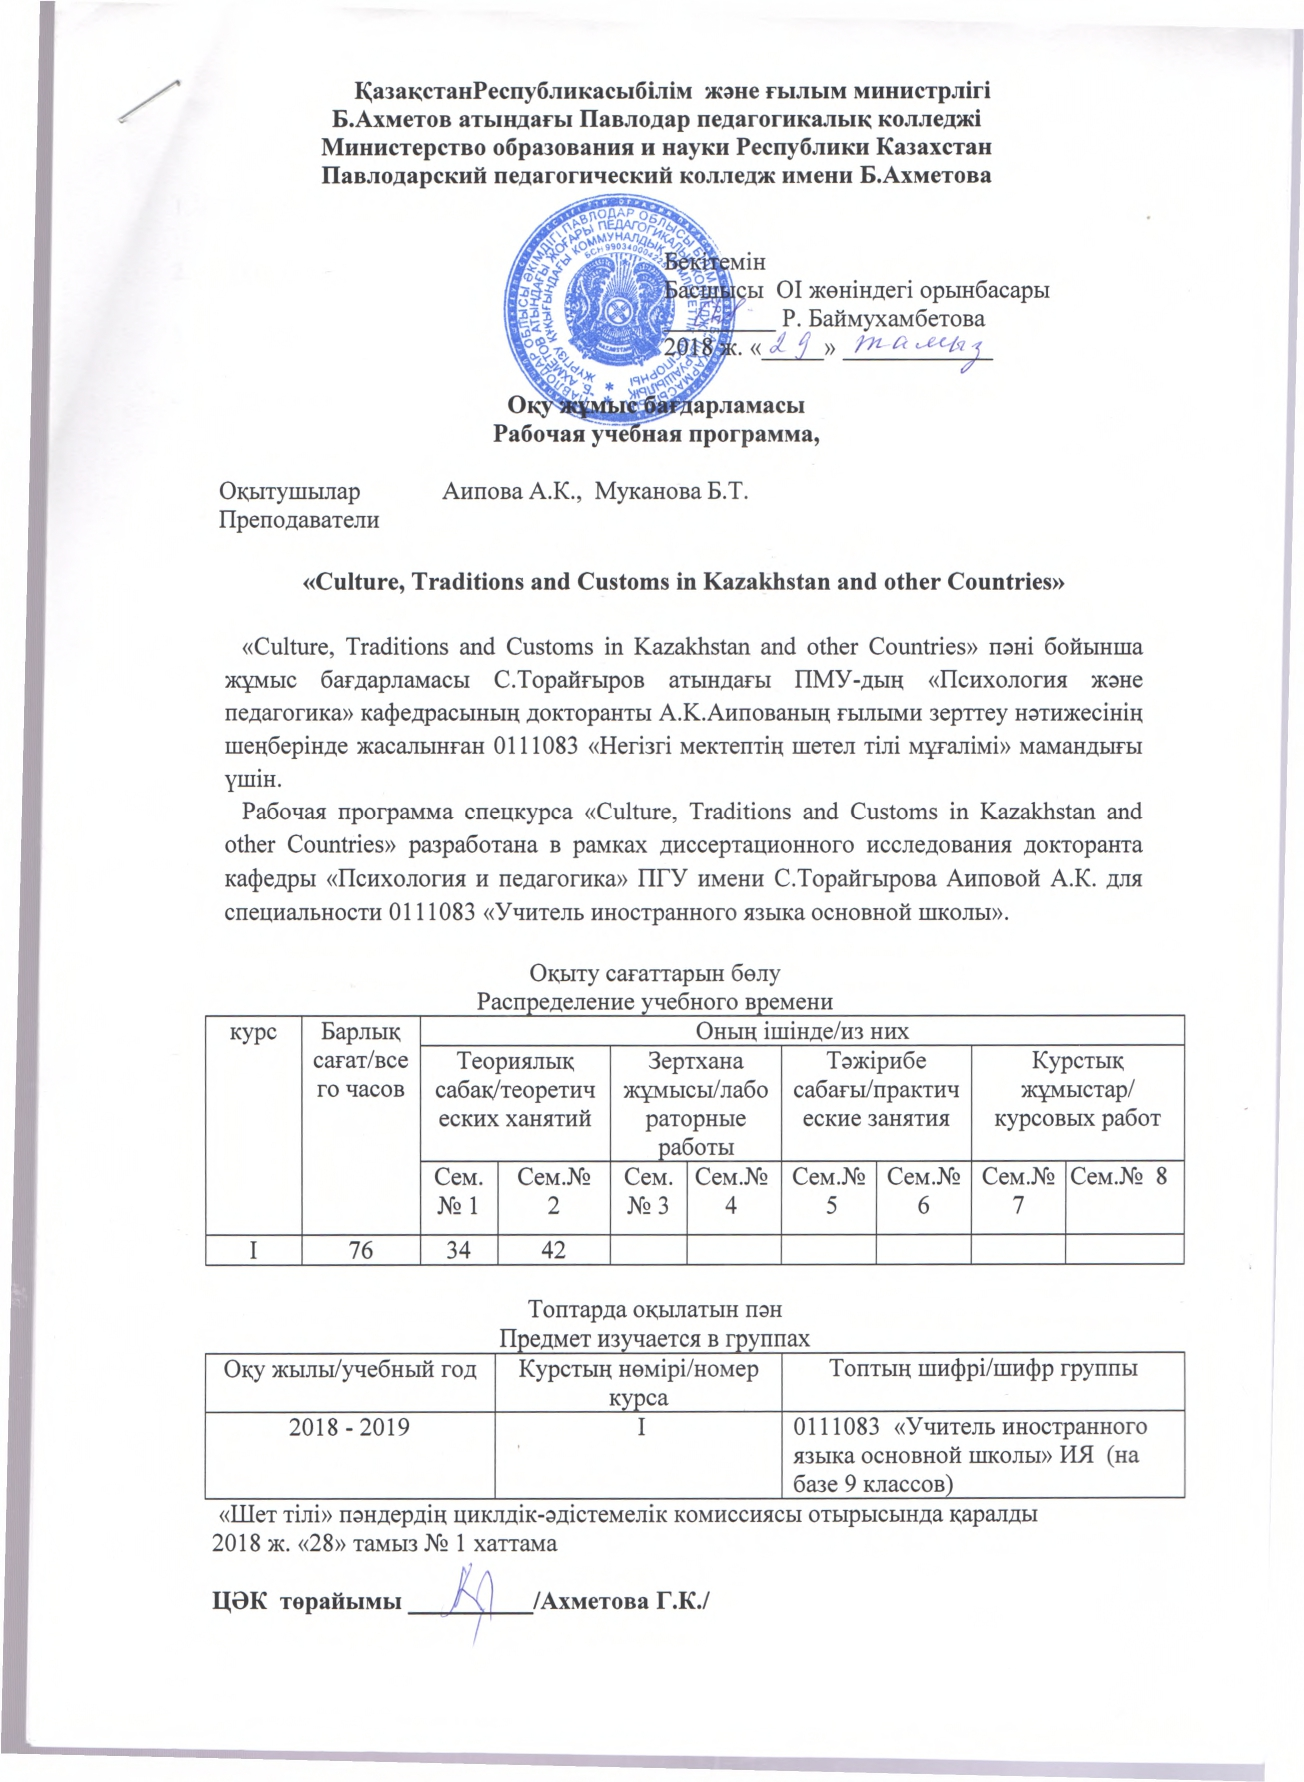 ҚазақстанРеспубликасыбілім  және ғылым министрлігі
Б.Ахметов атындағы Павлодар педагогикалық колледжі
Министерство образования и науки Республики Казахстан
Павлодарский педагогический колледж имени Б.Ахметова
Бекітемін
Басшысы  ОІ жөніндегі орынбасары
_________ Р. Баймухамбетова
2018 ж. «29» тамыз
Оқу жұмыс бағдарламасы
Рабочая учебная программа,
Оқытушылар Аипова А.К.,  Муканова Б.Т.
Преподаватели
«Culture, Traditions and Customs in Kazakhstan and other Countries»
«Culture, Traditions and Customs in Kazakhstan and other Countries» пәні бойынша
жұмыс бағдарламасы С.Торайғыров атындағы ПМУ-дың «Психология және
педагогика» кафедрасының докторанты А.К.Аипованың ғылыми зерттеу нәтижесінің
шеңберінде жасалынған 0111083 «Негізгі мектептің шетел тілі мұғалімі» мамандығы
үшін.
Рабочая программа спецкурса «Culture, Traditions and Customs in Kazakhstan and
other Countries» разработана в рамках диссертационного исследования докторанта
кафедры «Психология и педагогика» ПГУ имени С.Торайгырова Аиповой А.К. для
специальности 0111083 «Учитель иностранного языка основной школы».
Оқыту сағаттарын бөлу
Распределение учебного времени
курс Барлық Оның ішінде/из них
сағат/все Теориялық Зертхана Тәжірибе Курстық
го часов сабақ/теоретич жұмысы/лабо сабағы/практич жұмыстар/
еских ханятий раторные еские занятия курсовых работ
работы
Сем. Сем.№ Сем. Сем.№ Сем.№ Сем.№ Сем.№ Сем.№  8
№ 1 2 № 3 4 5 6 7
I 76 34 42
Топтарда оқылатын пән
Предмет изучается в группах
Оқу жылы/учебный год Курстың нөмірі/номер Топтың шифрі/шифр группы
курса
2018 - 2019 I 0111083  «Учитель иностранного
языка основной школы» ИЯ  (на
базе 9 классов)
«Шет тілі» пәндердің циклдік-әдістемелік комиссиясы отырысында қаралды
2018 ж. «28» тамыз № 1 хаттама
ЦӘК  төрайымы __________/Ахметова Г.К./